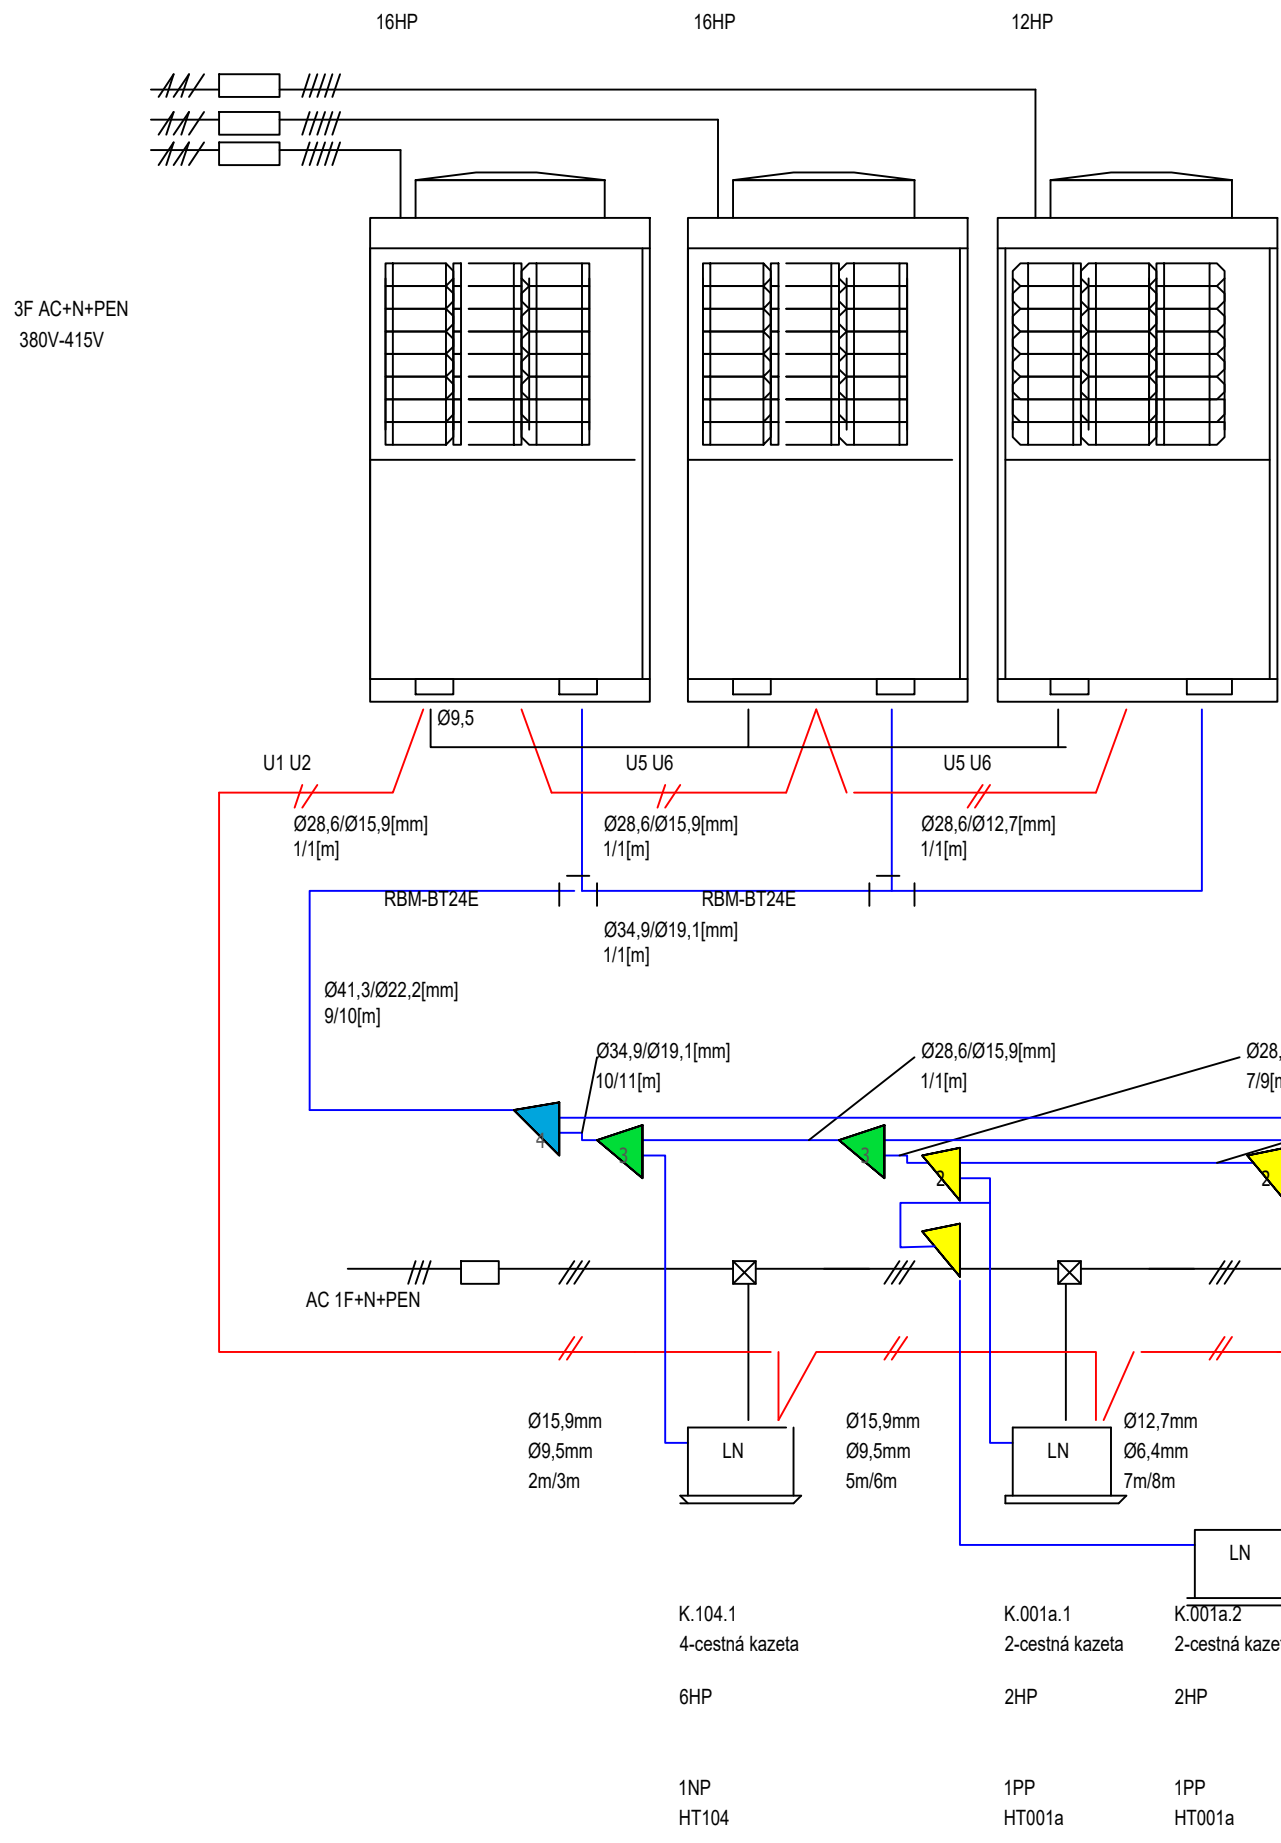 16HP
16HP
12HP
3F AC+N+PEN
380V-415V
Ø9,5
U1 U2
U5 U6
U5 U6
Ø28,6/Ø15,9[mm]
1/1[m]
Ø28,6/Ø15,9[mm]
1/1[m]
Ø28,6/Ø12,7[mm]
1/1[m]
RBM-BT24E
RBM-BT24E
Ø34,9/Ø19,1[mm]
1/1[m]
Ø41,3/Ø22,2[mm]
9/10[m]
Ø34,9/Ø19,1[mm]
10/11[m]
Ø28,6/Ø15,9[mm]
1/1[m]
Ø28,
7/9[m
4
3
3
2
2
AC 1F+N+PEN
Ø15,9mm
Ø9,5mm
2m/3m
LN
Ø15,9mm
Ø9,5mm
5m/6m
LN
Ø12,7mm
Ø6,4mm
7m/8m
LN
K.104.1
4-cestná kazeta
6HP
1NP
HT104
K.001a.1
2-cestná kazeta
2HP
1PP
HT001a
K.001a.2
2-cestná kaze
2HP
1PP
HT001a